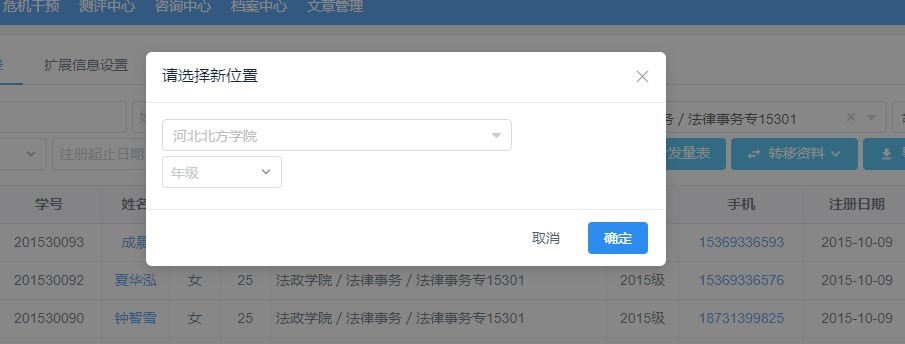 危机干预 测评中心 咨询中心 档案中心 文章管理
扩展信息设置
请选择新位置
河北北方学院
/ 法律事务专15301
年级
注册起止日期
发量表
转移资料
取消 确定
学号 姓名 手机 注册日期
201530093 成晨 15369336593 2015-10-09
201530092 夏华泓 女 25 法政学院 / 法律事务 / 法律事务专15301 2015级 15369336576 2015-10-09
201530090 钟智雪 女 25 法政学院 / 法律事务 / 法律事务专15301 2015级 18731399825 2015-10-09